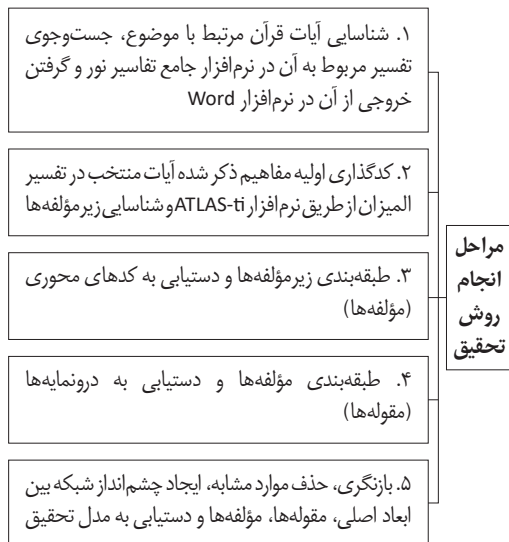 ۱. شناسایی آیات قرآن مرتبط با موضوع، جست‌وجوی
تفسیر مربوط به آن در نرم‌افزار جامع تفاسیر نور و گرفتن
خروجی از آن در نرم‌افزار Word
۲. کدگذاری اولیه مفاهیم ذکر شده آیات منتخب در تفسیر
المیزان از طریق نرم‌افزار ATLAS-ti و شناسایی زیرمؤلفه‌ها
۳. طبقه‌بندی زیرمؤلفه‌ها و دستیابی به کدهای محوری
(مؤلفه‌ها)
۴. طبقه‌بندی مؤلفه‌ها و دستیابی به درونمایه‌ها
(مقوله‌ها)
۵. بازنگری، حذف موارد مشابه، ایجاد چشم‌انداز شبکه بین
ابعاد اصلی، مقوله‌ها، مؤلفه‌ها و دستیابی به مدل تحقیق
مراحل
انجام
روش
تحقیق